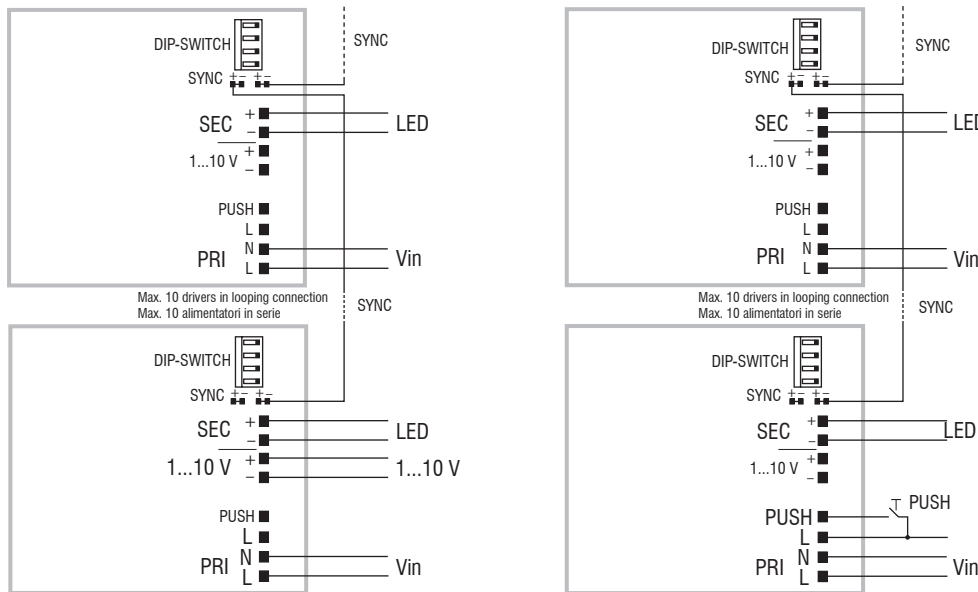 DIP-SWITCH
SYNC
SYNC + - + -
SEC + - LED
1...10 V + -
PUSH
L
PRI N L Vin
Max. 10 drivers in looping connection
Max. 10 alimentatori in serie
SYNC
DIP-SWITCH
SYNC + - + -
SEC + - LED
1...10 V + - 1...10 V
PUSH
L
PRI N L Vin
DIP-SWITCH
SYNC
SYNC + - + -
SEC + - LED
1...10 V + -
PUSH
L
PRI N L Vin
Max. 10 drivers in looping connection
Max. 10 alimentatori in serie
SYNC
DIP-SWITCH
SYNC + - + -
SEC + - LED
1...10 V + -
PUSH PUSH
L
PRI N L Vin